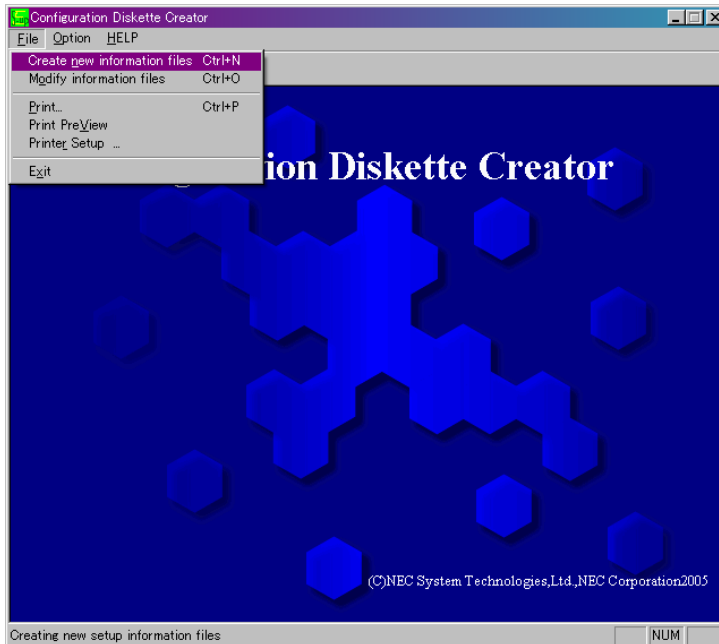 Configuration Diskette Creator
File Option HELP
Create new information files Ctrl+N
Modify information files Ctrl+O
Print... Ctrl+P
Print PreView
Printer Setup ...
Exit
ion Diskette Creator
(C)NEC System Technologies,Ltd.,NEC Corporation2005
Creating new setup information files
NUM